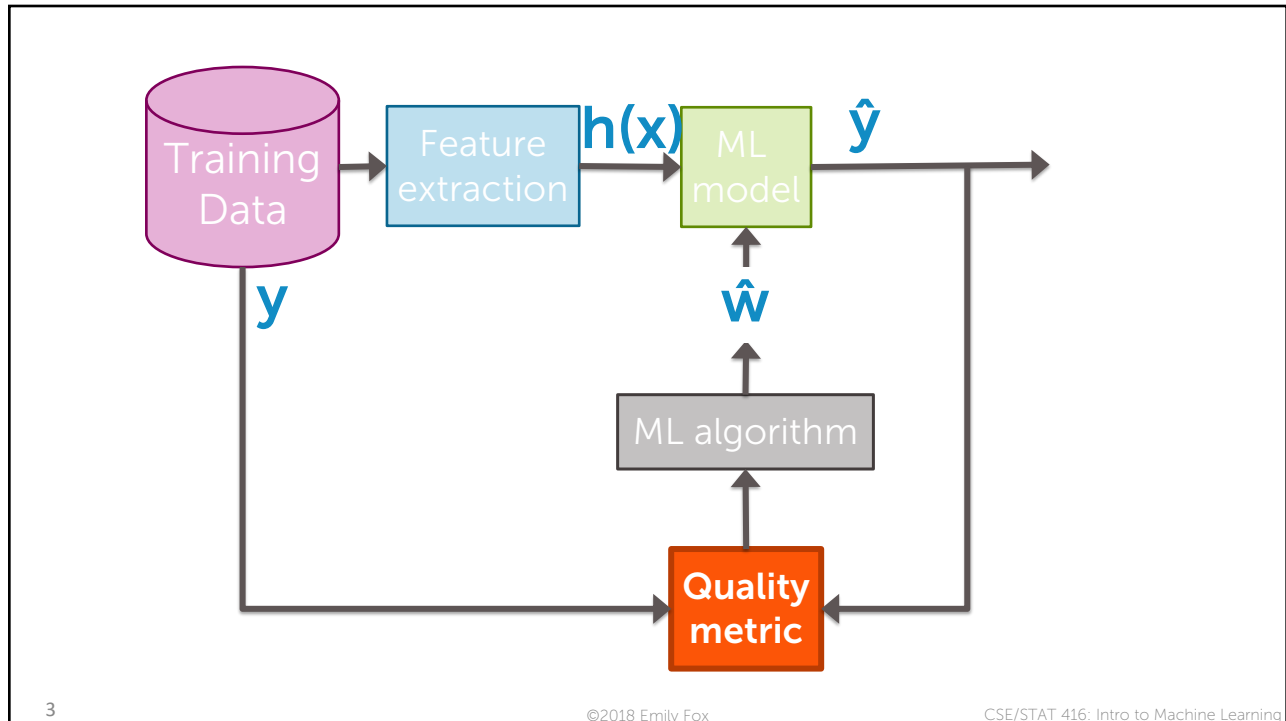 Training
Data
Feature
extraction
h(x)
ML
model
ŷ
y
ŵ
ML algorithm
Quality
metric
3
©2018 Emily Fox
CSE/STAT 416: Intro to Machine Learning